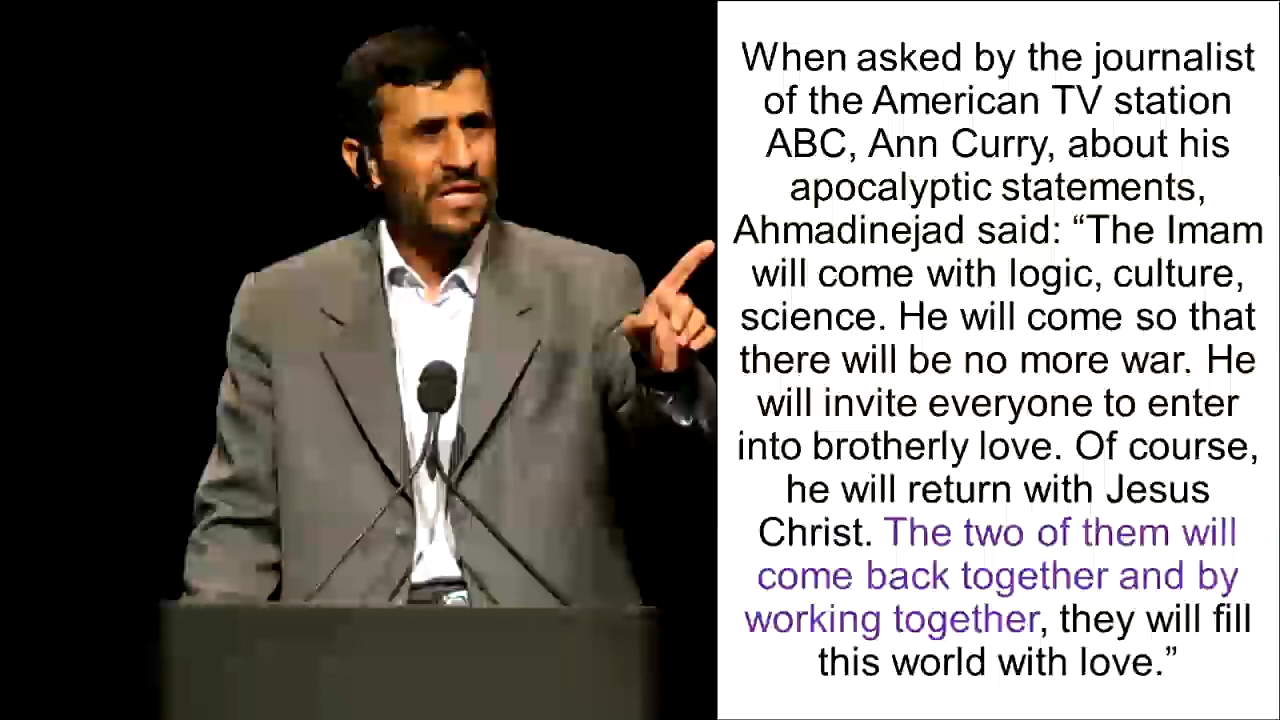 When asked by the journalist
of the American TV station
ABC, Ann Curry, about his
apocalyptic statements,
Ahmadinejad said: “The Imam
will come with logic, culture,
science. He will come so that
there will be no more war. He
will invite everyone to enter
into brotherly love. Of course,
he will return with Jesus
Christ. The two of them will
come back together and by
working together, they will fill
this world with love.”